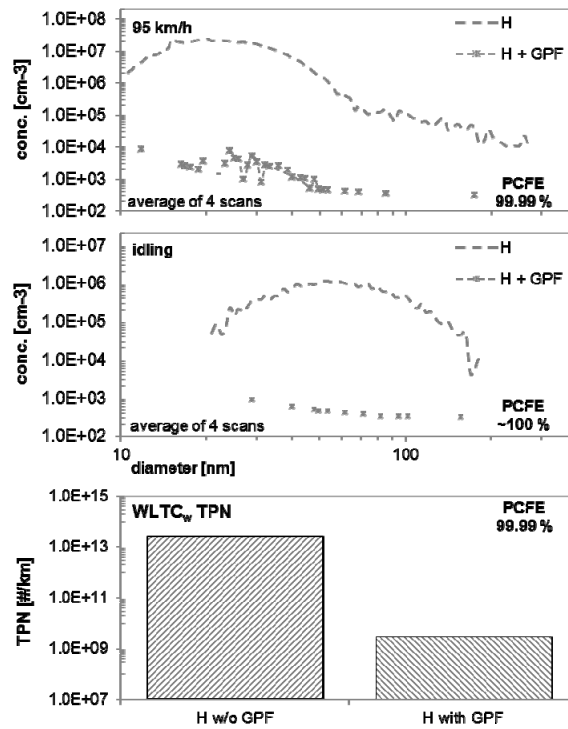 95 km/h
H
H + GPF
conc. [cm-3]
1.0E+08
1.0E+07
1.0E+06
1.0E+05
1.0E+04
1.0E+03
1.0E+02
average of 4 scans
PCFE
99.99 %
idling
H
H + GPF
conc. [cm-3]
1.0E+07
1.0E+06
1.0E+05
1.0E+04
1.0E+03
1.0E+02
average of 4 scans
PCFE
~100 %
10
100
diameter [nm]
WLTCw TPN
PCFE
99.99 %
TPN [#/km]
1.0E+15
1.0E+13
1.0E+11
1.0E+09
1.0E+07
H w/o GPF
H with GPF